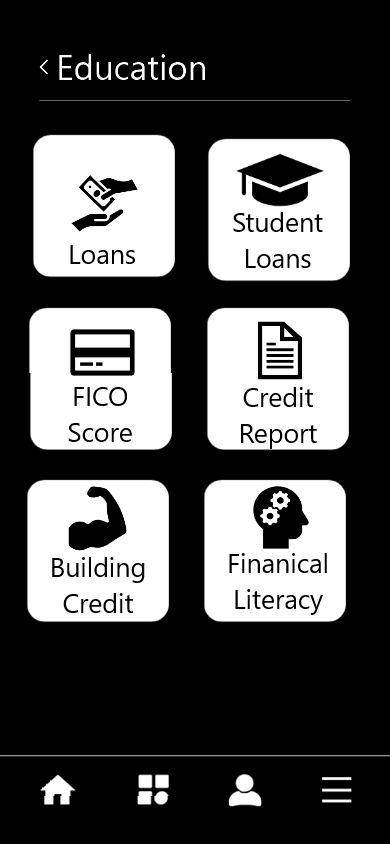 Education
Loans
Student
Loans
FICO
Score
Credit
Report
Building
Credit
Finanical
Literacy